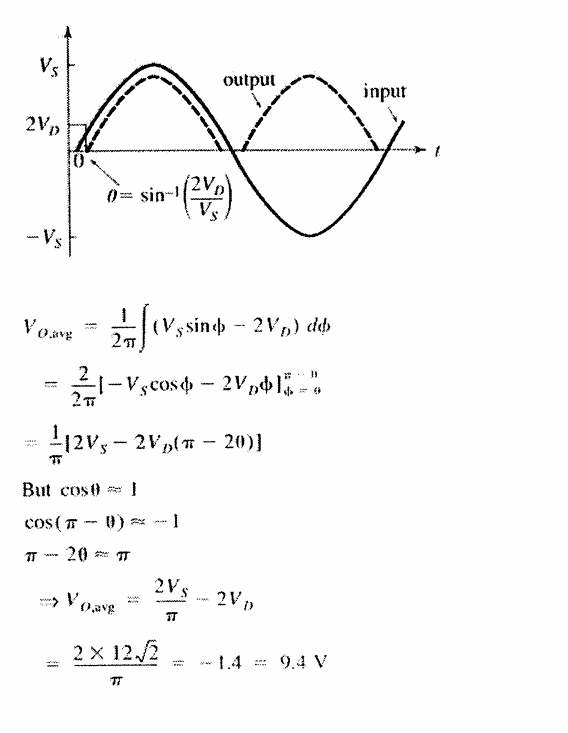 V_S
output
input
2V_D
0
t
θ = sin⁻¹(2V_D/V_S)
−V_S
V_O,avg = 1/2π ∫(V_S sinϕ − 2V_D) dϕ
= 2/2π [−V_S cosϕ − 2V_Dϕ]_ϕ = θ^π − θ
= 1/π [2V_S − 2V_D(π − 2θ)]
But cosθ ≈ 1
cos(π − θ) ≈ −1
π − 2θ ≈ π
⇒ V_O,avg = 2V_S/π − 2V_D
= 2 × 12√2/π = −1.4 = 9.4 V